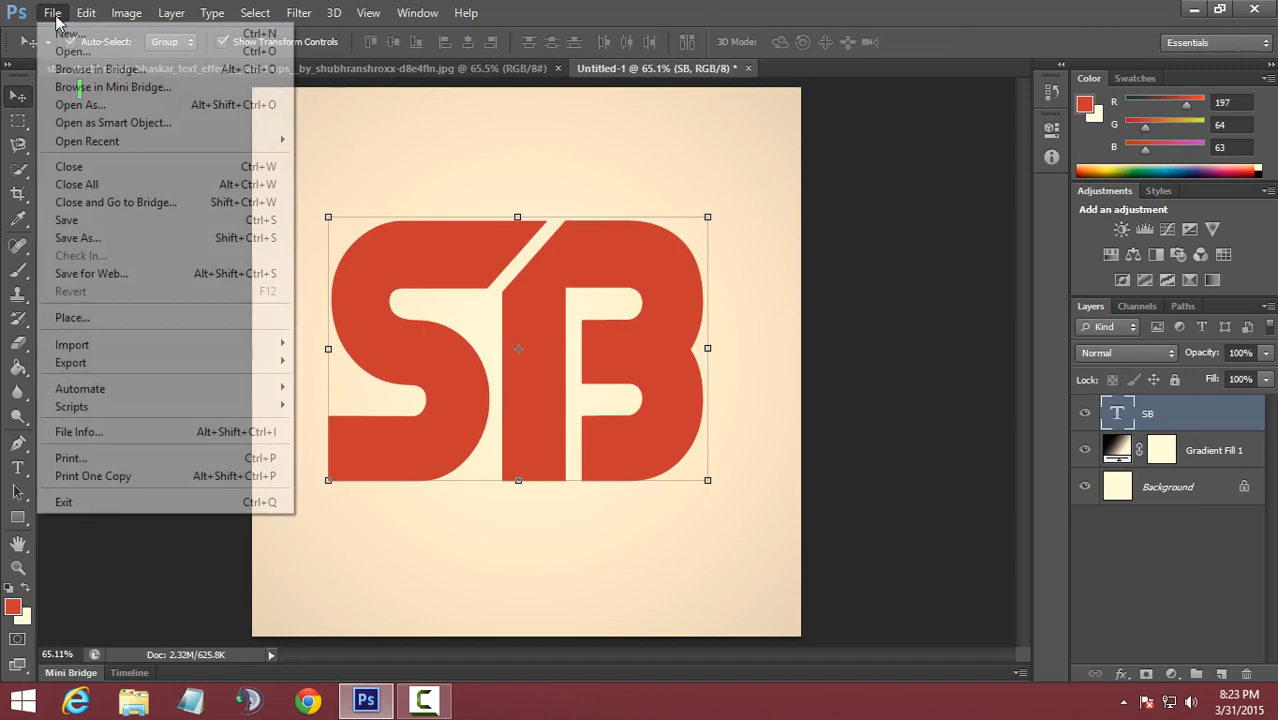 Ps File Edit Image Layer Type Select Filter 3D View Window Help
Auto-Select: Group Show Transform Controls 3D Mode: Essentials
_by_shubhranshroxx-d8e4fln.jpg @ 65.5% (RGB/8#) × Untitled-1 @ 65.1% (SB, RGB/8) * ×
New... Ctrl+N
Open... Ctrl+O
Browse in Bridge... Alt+Ctrl+O
Browse in Mini Bridge...
Open As... Alt+Shift+Ctrl+O
Open as Smart Object...
Open Recent
Close Ctrl+W
Close All Alt+Ctrl+W
Close and Go to Bridge... Shift+Ctrl+W
Save Ctrl+S
Save As... Shift+Ctrl+S
Check In...
Save for Web... Alt+Shift+Ctrl+S
Revert F12
Place...
Import
Export
Automate
Scripts
File Info... Alt+Shift+Ctrl+I
Print... Ctrl+P
Print One Copy Alt+Shift+Ctrl+P
Exit Ctrl+Q
SB
Color Swatches
R 197
G 64
B 63
Adjustments Styles
Add an adjustment
Layers Channels Paths
Kind
Normal Opacity: 100%
Lock: Fill: 100%
T SB
Gradient Fill 1
Background
65.11% Doc: 2.32M/625.8K
Mini Bridge Timeline
Ps
8:23 PM
3/31/2015